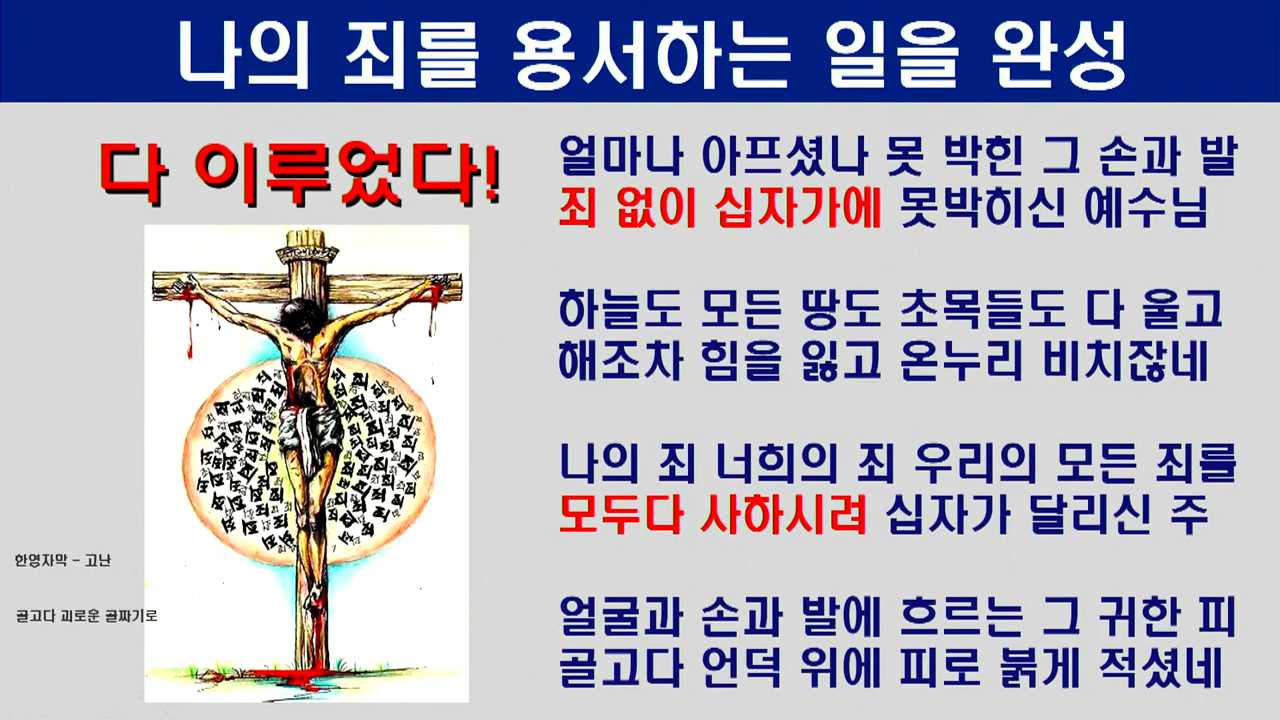 나의 죄를 용서하는 일을 완성
다 이루었다!
얼마나 아프셨나 못 박힌 그 손과 발
죄 없이 십자가에 못박히신 예수님
하늘도 모든 땅도 초목들도 다 울고
해조차 힘을 잃고 온누리 비치잖네
나의 죄 너희의 죄 우리의 모든 죄를
모두다 사하시려 십자가 달리신 주
얼굴과 손과 발에 흐르는 그 귀한 피
골고다 언덕 위에 피로 붉게 적셨네
한영자막 - 고난
골고다 괴로운 골짜기로